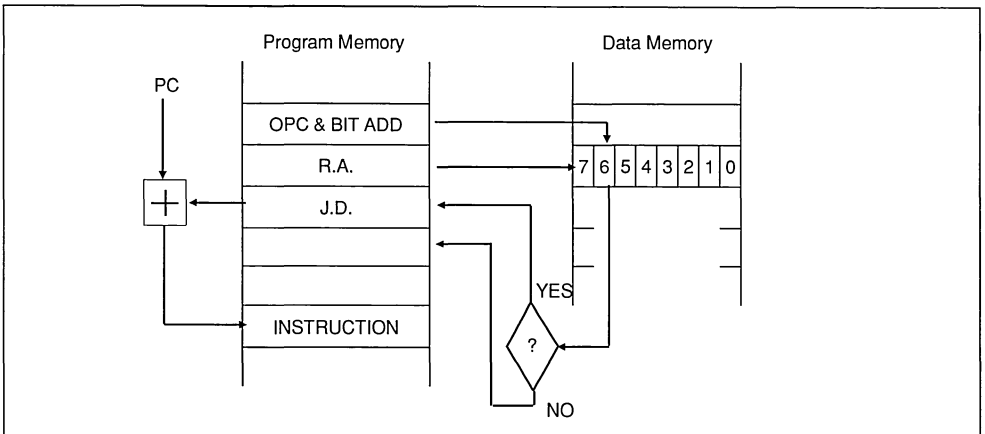 Program Memory
Data Memory
PC
OPC & BIT ADD
R.A.
7 6 5 4 3 2 1 0
+
J.D.
YES
INSTRUCTION
?
NO